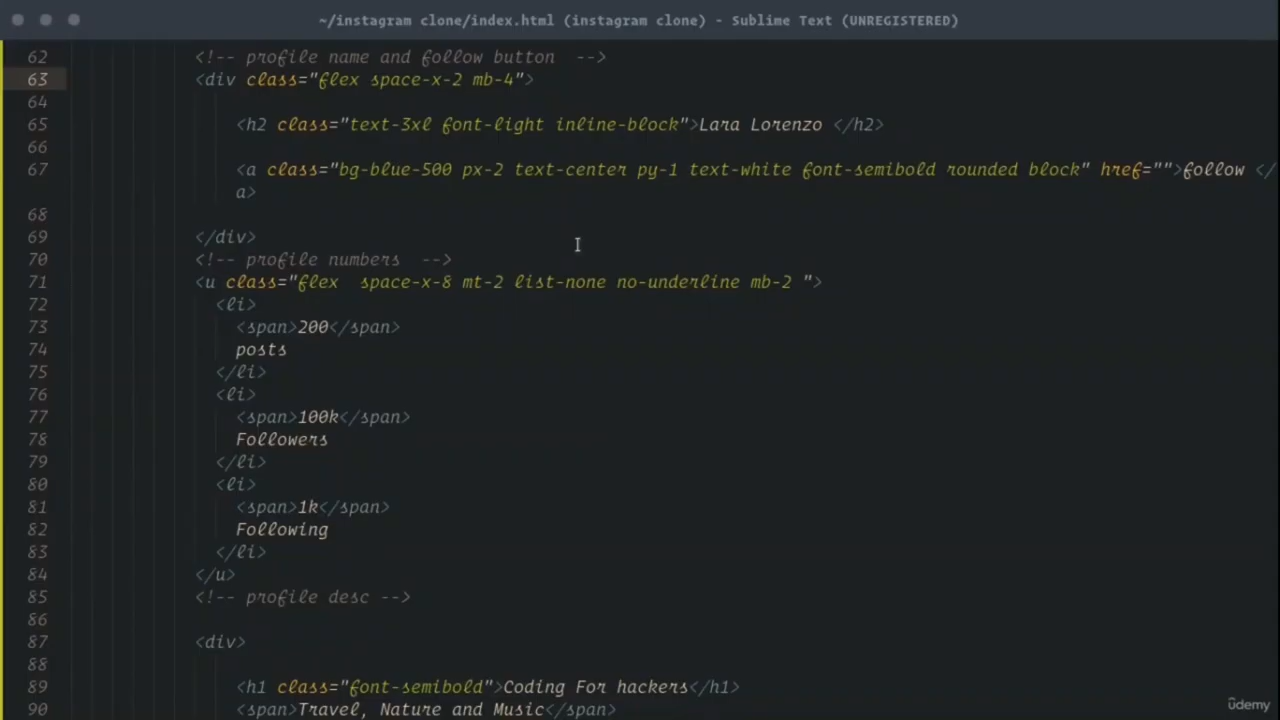 ~/instagram clone/index.html (instagram clone) - Sublime Text (UNREGISTERED)
62 <!-- profile name and follow button  -->
63 <div class="flex space-x-2 mb-4">
64
65 <h2 class="text-3xl font-light inline-block">Lara Lorenzo </h2>
66
67 <a class="bg-blue-500 px-2 text-center py-1 text-white font-semibold rounded block" href="">follow </
a>
68
69 </div>
70 <!-- profile numbers  -->
71 <u class="flex  space-x-8 mt-2 list-none no-underline mb-2 ">
72 <li>
73 <span>200</span>
74 posts
75 </li>
76 <li>
77 <span>100k</span>
78 Followers
79 </li>
80 <li>
81 <span>1k</span>
82 Following
83 </li>
84 </u>
85 <!-- profile desc -->
86
87 <div>
88
89 <h1 class="font-semibold">Coding For hackers</h1>
90 <span>Travel, Nature and Music</span>
ûdemy